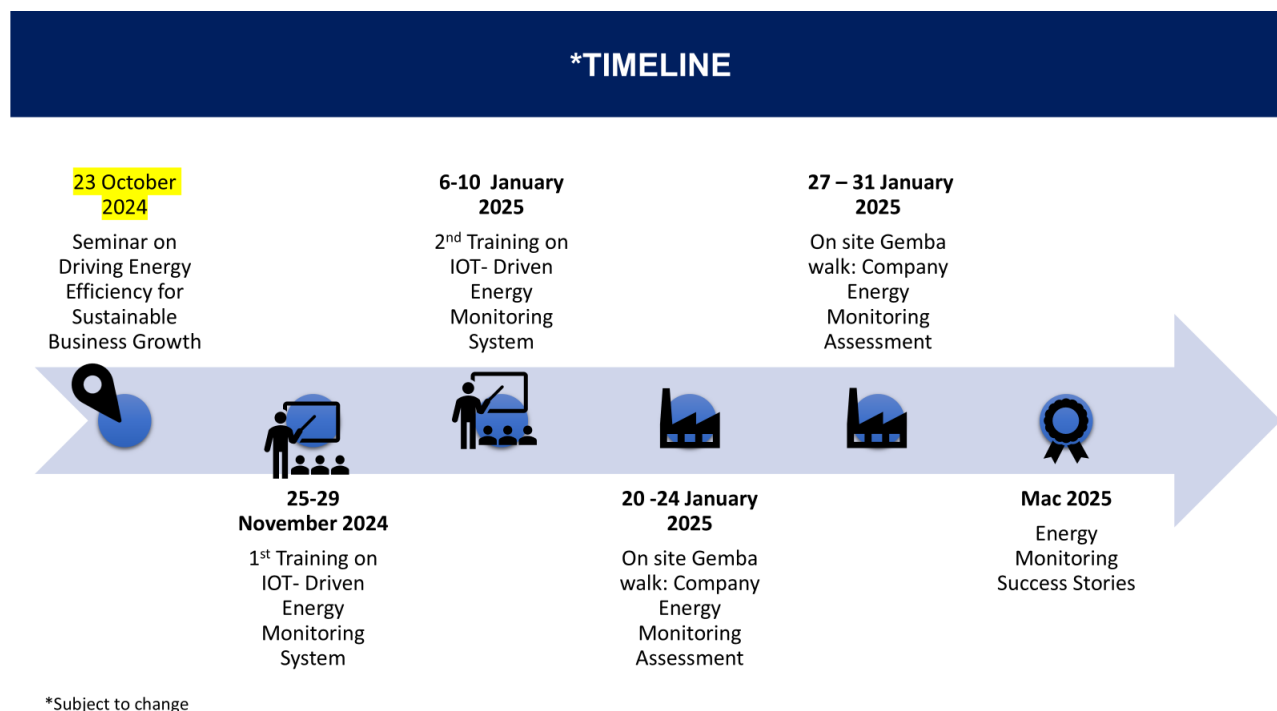 *TIMELINE
23 October
2024
Seminar on
Driving Energy
Efficiency for
Sustainable
Business Growth
25-29
November 2024
1st Training on
IOT- Driven
Energy
Monitoring
System
6-10 January
2025
2nd Training on
IOT- Driven
Energy
Monitoring
System
20 -24 January
2025
On site Gemba
walk: Company
Energy
Monitoring
Assessment
27 – 31 January
2025
On site Gemba
walk: Company
Energy
Monitoring
Assessment
Mac 2025
Energy
Monitoring
Success Stories
*Subject to change